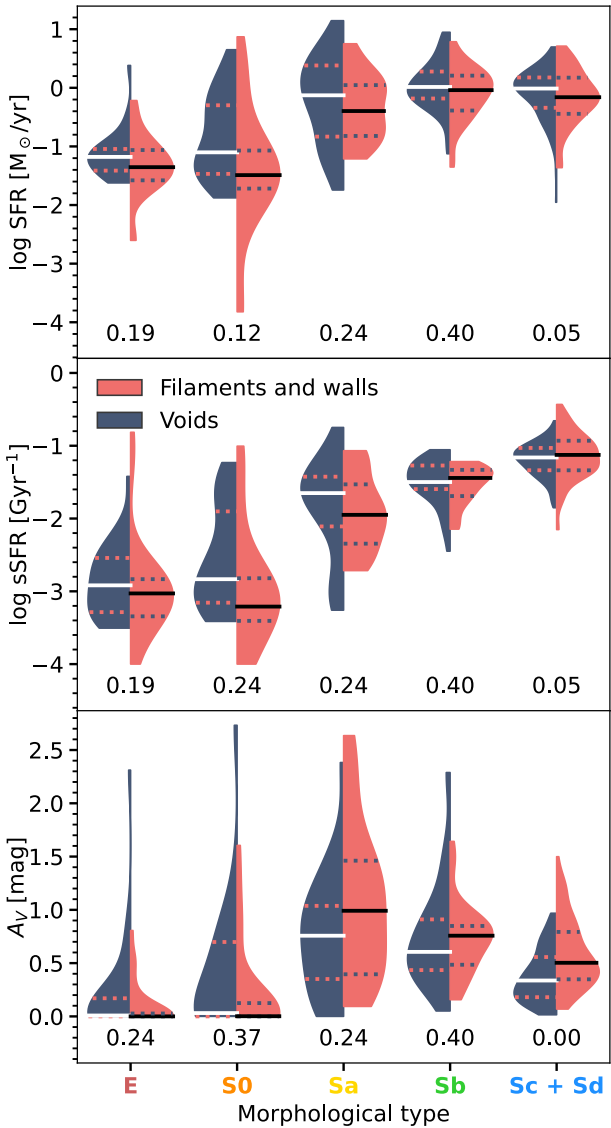 log SFR [M⊙/yr]
1
0
−1
−2
−3
−4
0.19 0.12 0.24 0.40 0.05
log sSFR [Gyr⁻¹]
0
−1
−2
−3
−4
Filaments and walls
Voids
0.19 0.24 0.24 0.40 0.05
A_V [mag]
2.5
2.0
1.5
1.0
0.5
0.0
0.24 0.37 0.24 0.40 0.00
E S0 Sa Sb Sc + Sd
Morphological type